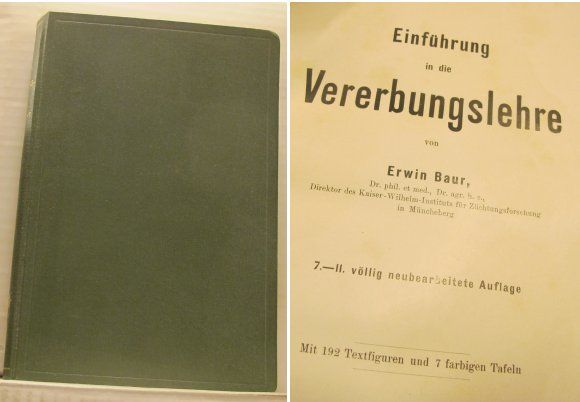 Einführung
in die
Vererbungslehre
von
Erwin Baur,
Dr. phil. et med., Dr. agr. h. c.,
Direktor des Kaiser-Wilhelm-Instituts für Züchtungsforschung
in Müncheberg
7.—11. völlig neubearbeitete Auflage
Mit 192 Textfiguren und 7 farbigen Tafeln